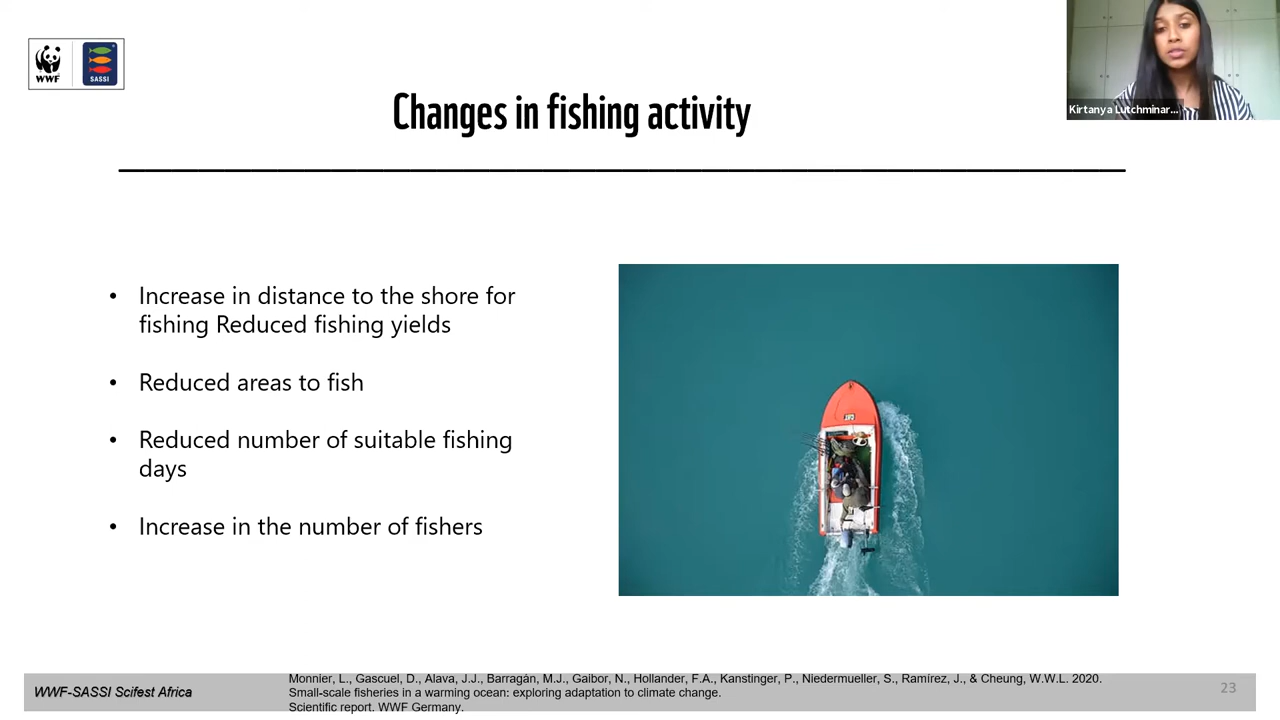 WWF
SASSI
Kirtanya Lutchminar...
Changes in fishing activity
• Increase in distance to the shore for
fishing Reduced fishing yields
• Reduced areas to fish
• Reduced number of suitable fishing
days
• Increase in the number of fishers
WWF-SASSI Scifest Africa
Monnier, L., Gascuel, D., Alava, J.J., Barragán, M.J., Gaibor, N., Hollander, F.A., Kanstinger, P., Niedermueller, S., Ramírez, J., & Cheung, W.W.L. 2020.
Small-scale fisheries in a warming ocean: exploring adaptation to climate change.
Scientific report. WWF Germany.
23